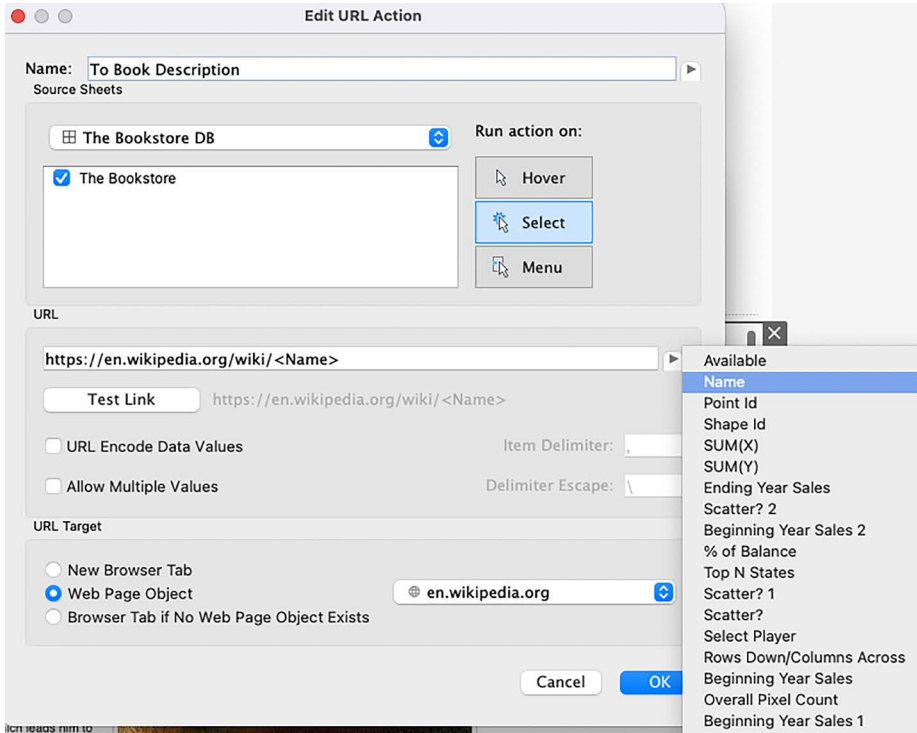 Edit URL Action
Name: To Book Description
Source Sheets
The Bookstore DB
Run action on:
The Bookstore
Hover
Select
Menu
URL
https://en.wikipedia.org/wiki/<Name>
Test Link https://en.wikipedia.org/wiki/<Name>
URL Encode Data Values
Item Delimiter: ,
Allow Multiple Values
Delimiter Escape: \
URL Target
New Browser Tab
Web Page Object
en.wikipedia.org
Browser Tab if No Web Page Object Exists
Cancel OK
Available
Name
Point Id
Shape Id
SUM(X)
SUM(Y)
Ending Year Sales
Scatter? 2
Beginning Year Sales 2
% of Balance
Top N States
Scatter? 1
Scatter?
Select Player
Rows Down/Columns Across
Beginning Year Sales
Overall Pixel Count
Beginning Year Sales 1
leads him to